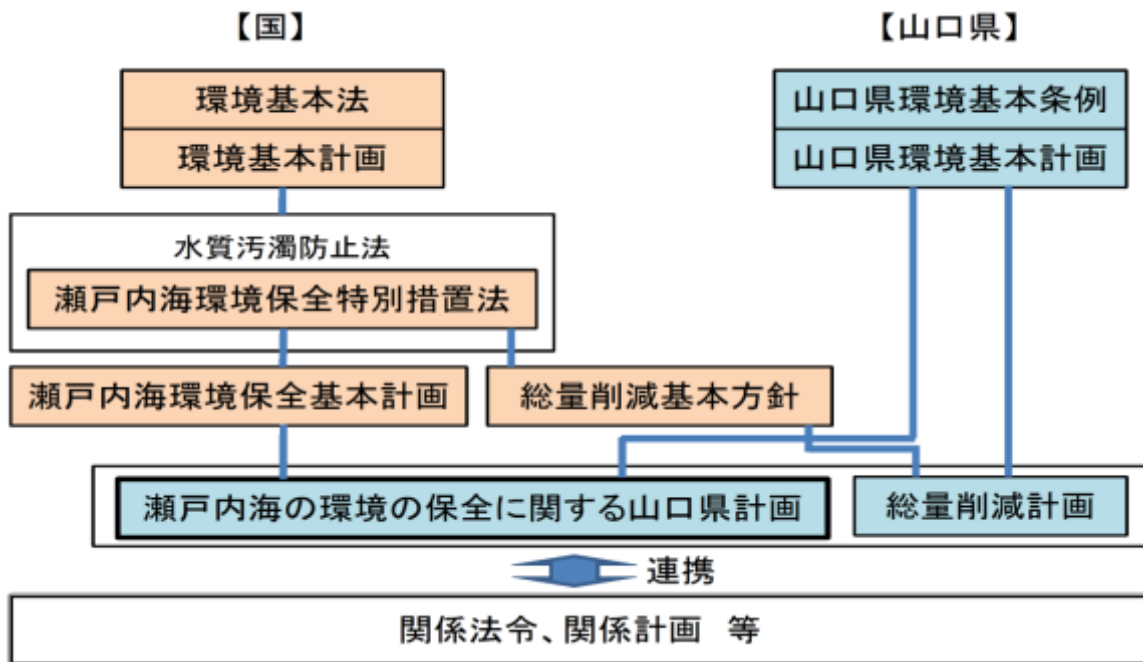 【国】
【山口県】
環境基本法
山口県環境基本条例
環境基本計画
山口県環境基本計画
水質汚濁防止法
瀬戸内海環境保全特別措置法
瀬戸内海環境保全基本計画
総量削減基本方針
瀬戸内海の環境の保全に関する山口県計画
総量削減計画
連携
関係法令、関係計画　等